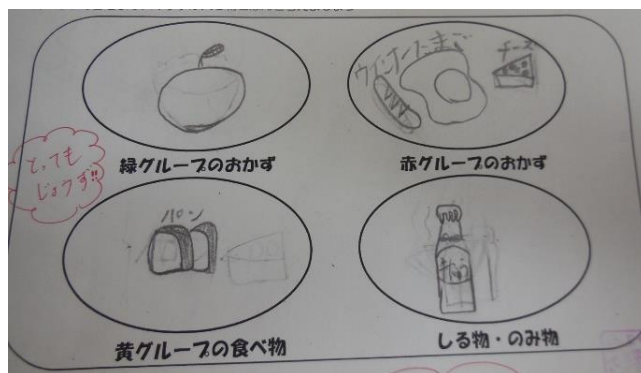 ウインナー たまご
チーズ
緑グループのおかず
赤グループのおかず
とっても
じょうず!!
パン
黄グループの食べ物
しる物・のみ物